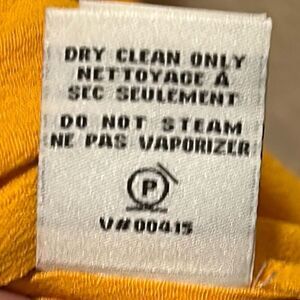 DRY CLEAN ONLY
NETTOYAGE À
SEC SEULEMENT
DO NOT STEAM
NE PAS VAPORIZER
P
V# 00415